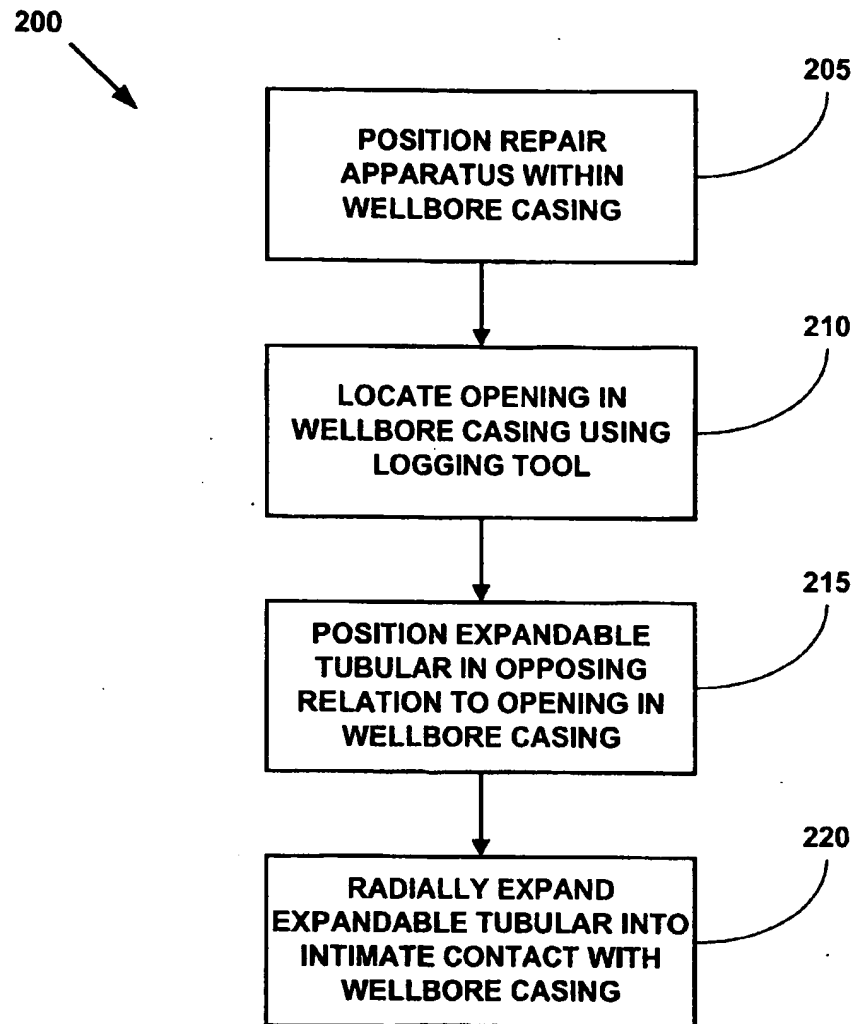 200
205
POSITION REPAIR
APPARATUS WITHIN
WELLBORE CASING
210
LOCATE OPENING IN
WELLBORE CASING USING
LOGGING TOOL
215
POSITION EXPANDABLE
TUBULAR IN OPPOSING
RELATION TO OPENING IN
WELLBORE CASING
220
RADIALLY EXPAND
EXPANDABLE TUBULAR INTO
INTIMATE CONTACT WITH
WELLBORE CASING